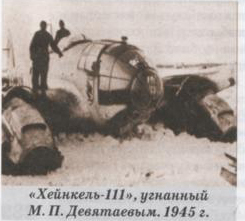 «Хейнкель-111», угнанный
М. П. Девятаевым. 1945 г.